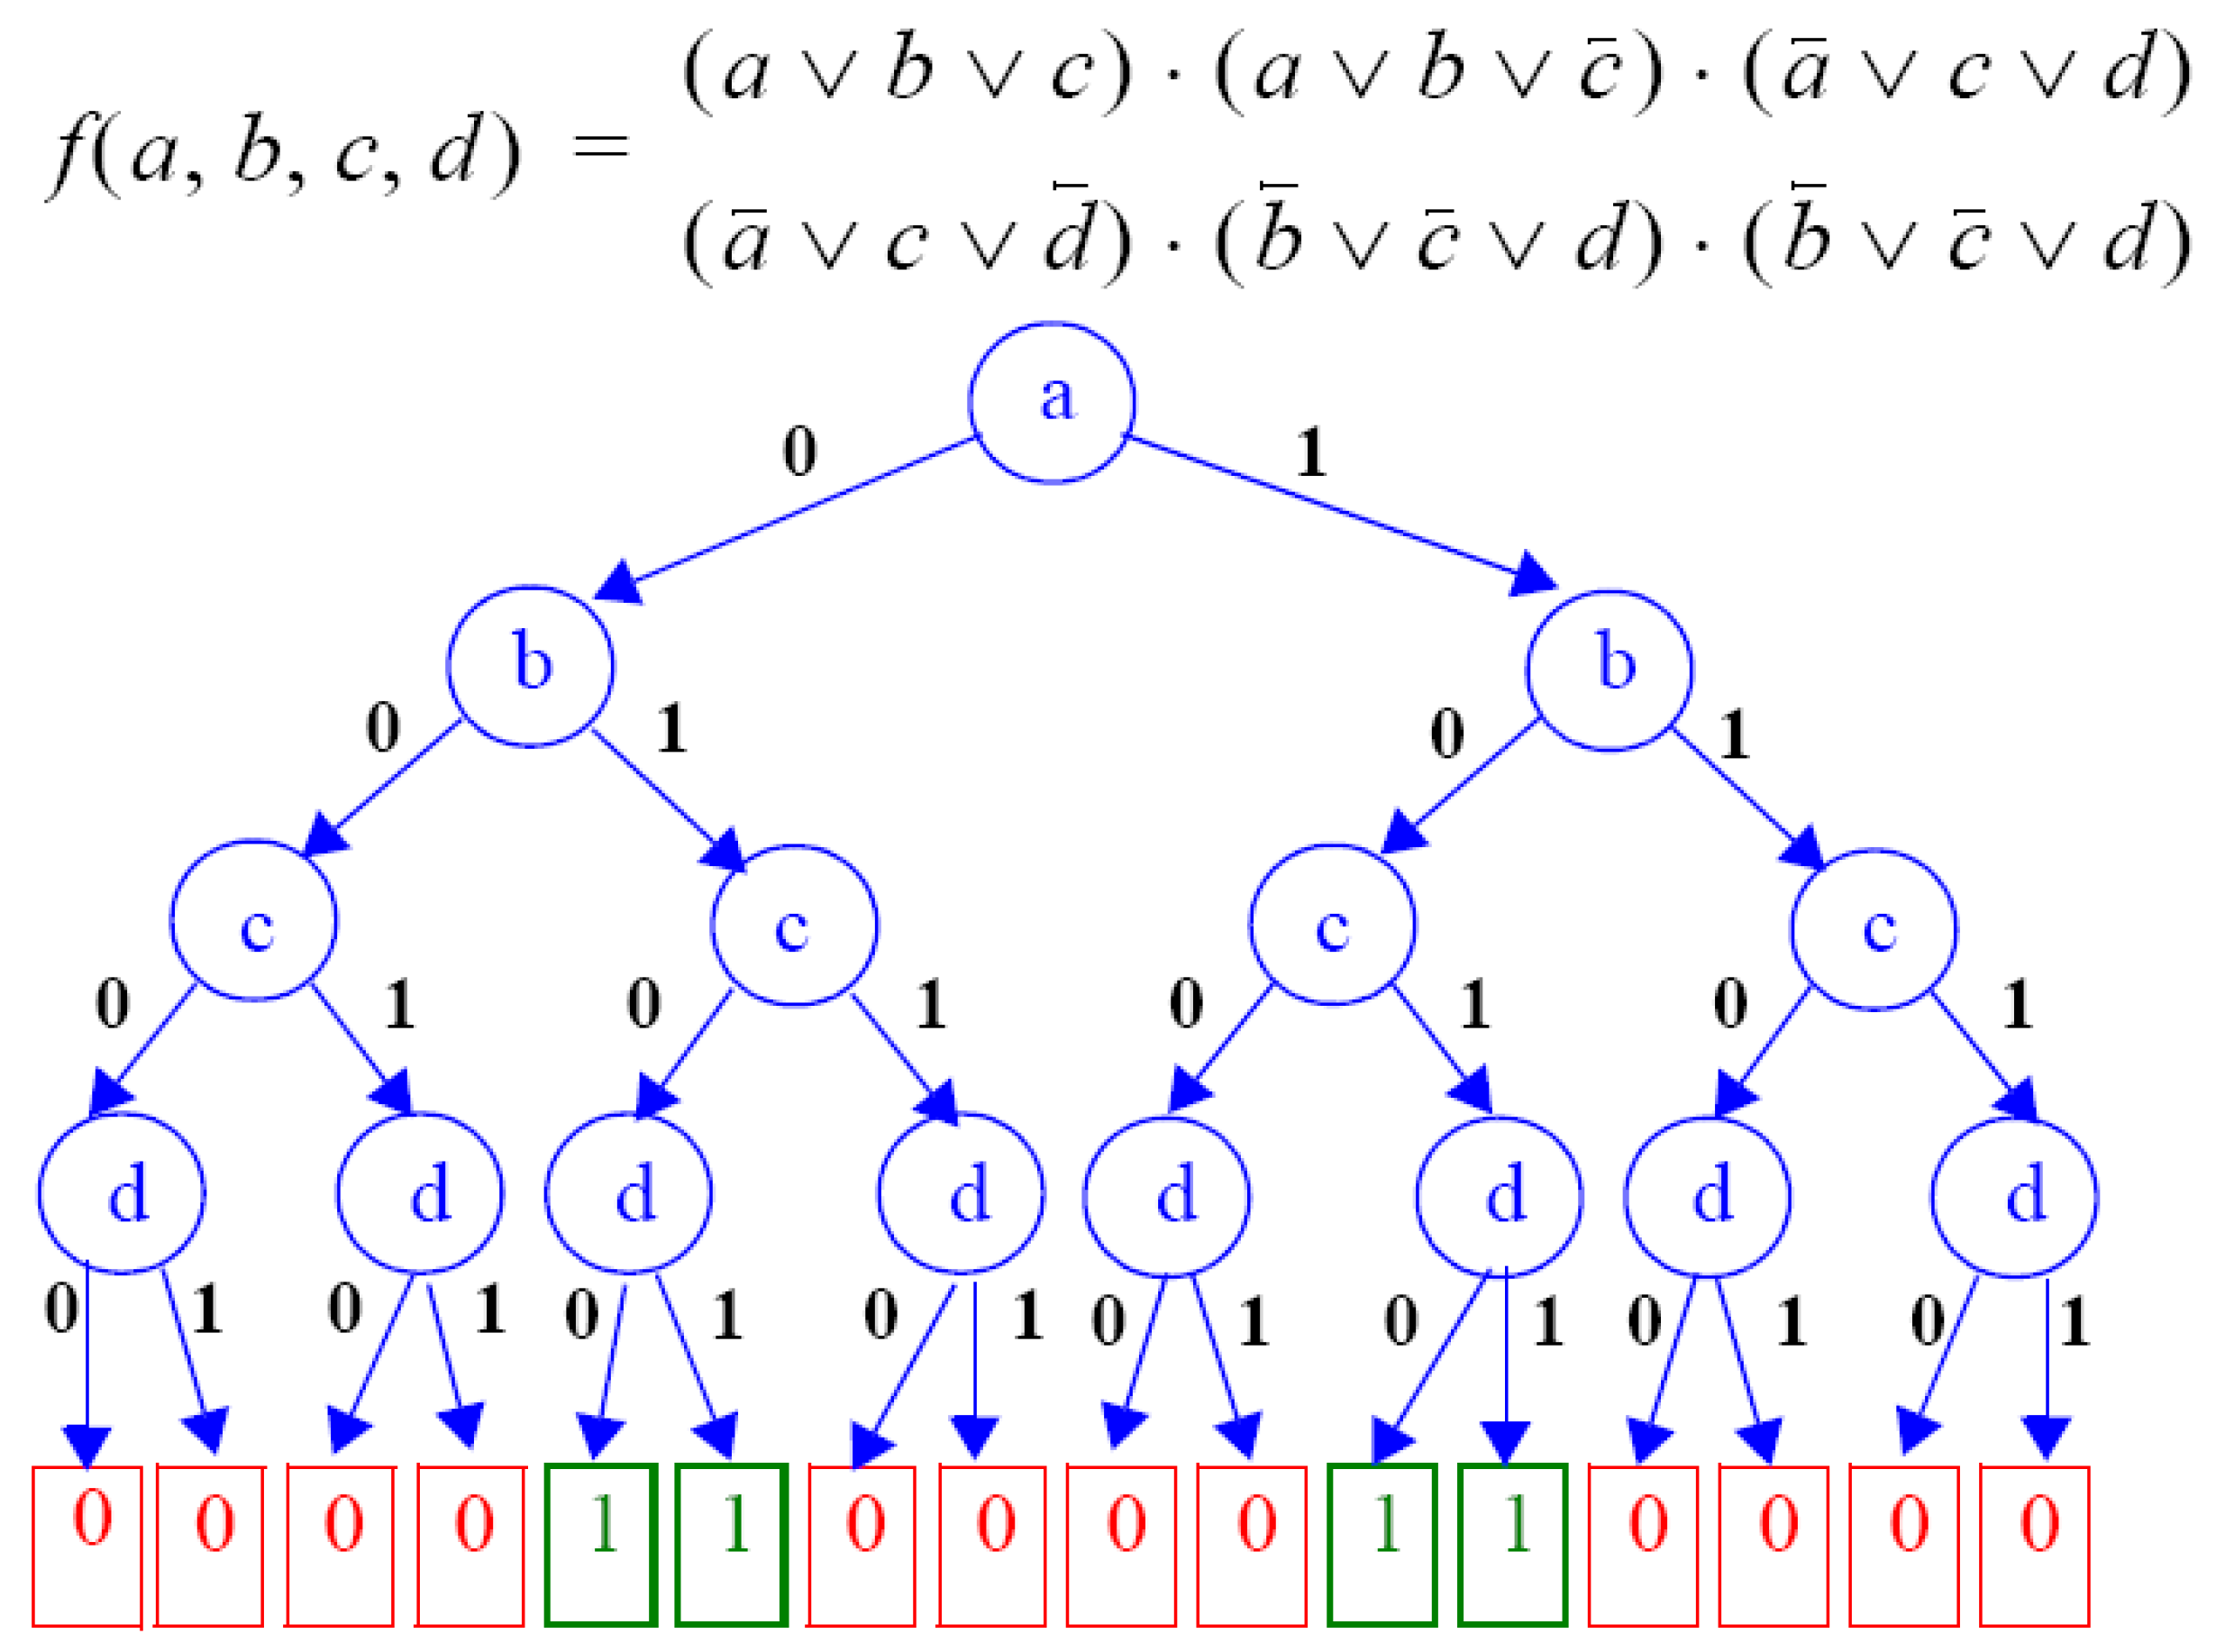 (a ∨ b ∨ c) · (a ∨ b ∨ c̄) · (ā ∨ c ∨ d)
f(a, b, c, d) =
(ā ∨ c ∨ d̄) · (b̄ ∨ c̄ ∨ d) · (b̄ ∨ c̄ ∨ d)
a
0 1
b b
0 1 0 1
c c c c
0 1 0 1 0 1 0 1
d d d d d d d d
0 1 0 1 0 1 0 1 0 1 0 1 0 1 0 1
0 0 0 0 1 1 0 0 0 0 1 1 0 0 0 0